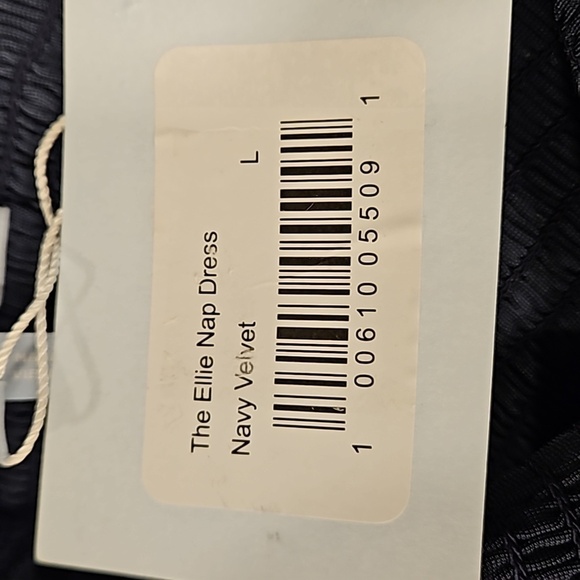 The Ellie Nap Dress
Navy Velvet L
1 00610 05509 1